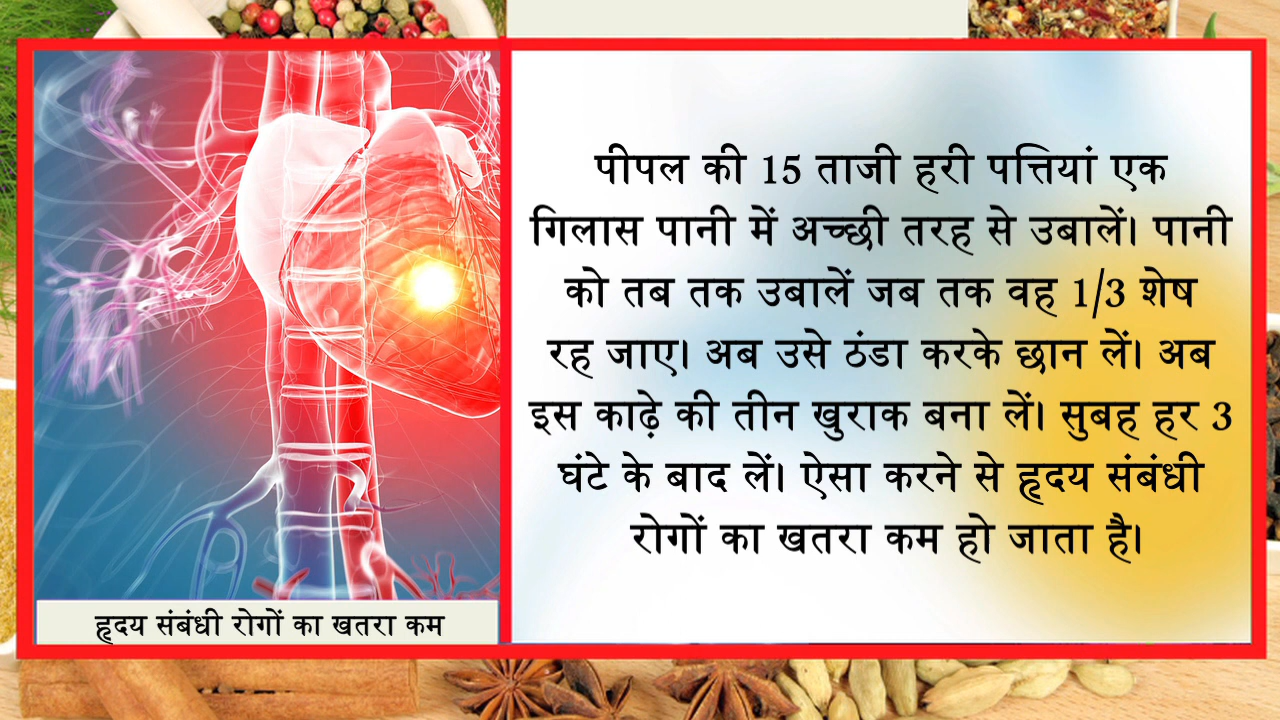 पीपल की 15 ताजी हरी पत्तियां एक
गिलास पानी में अच्छी तरह से उबालें। पानी
को तब तक उबालें जब तक वह 1/3 शेष
रह जाए। अब उसे ठंडा करके छान लें। अब
इस काढ़े की तीन खुराक बना लें। सुबह हर 3
घंटे के बाद लें। ऐसा करने से हृदय संबंधी
रोगों का खतरा कम हो जाता है।
हृदय संबंधी रोगों का खतरा कम